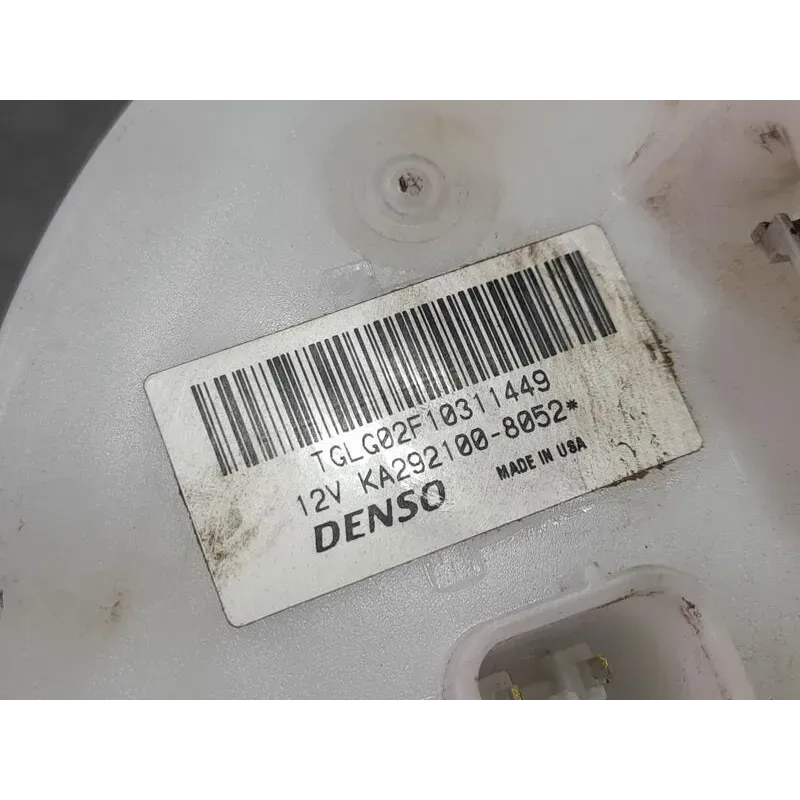 TGLG02F10311449
12V KA292100-8052*
DENSO MADE IN USA